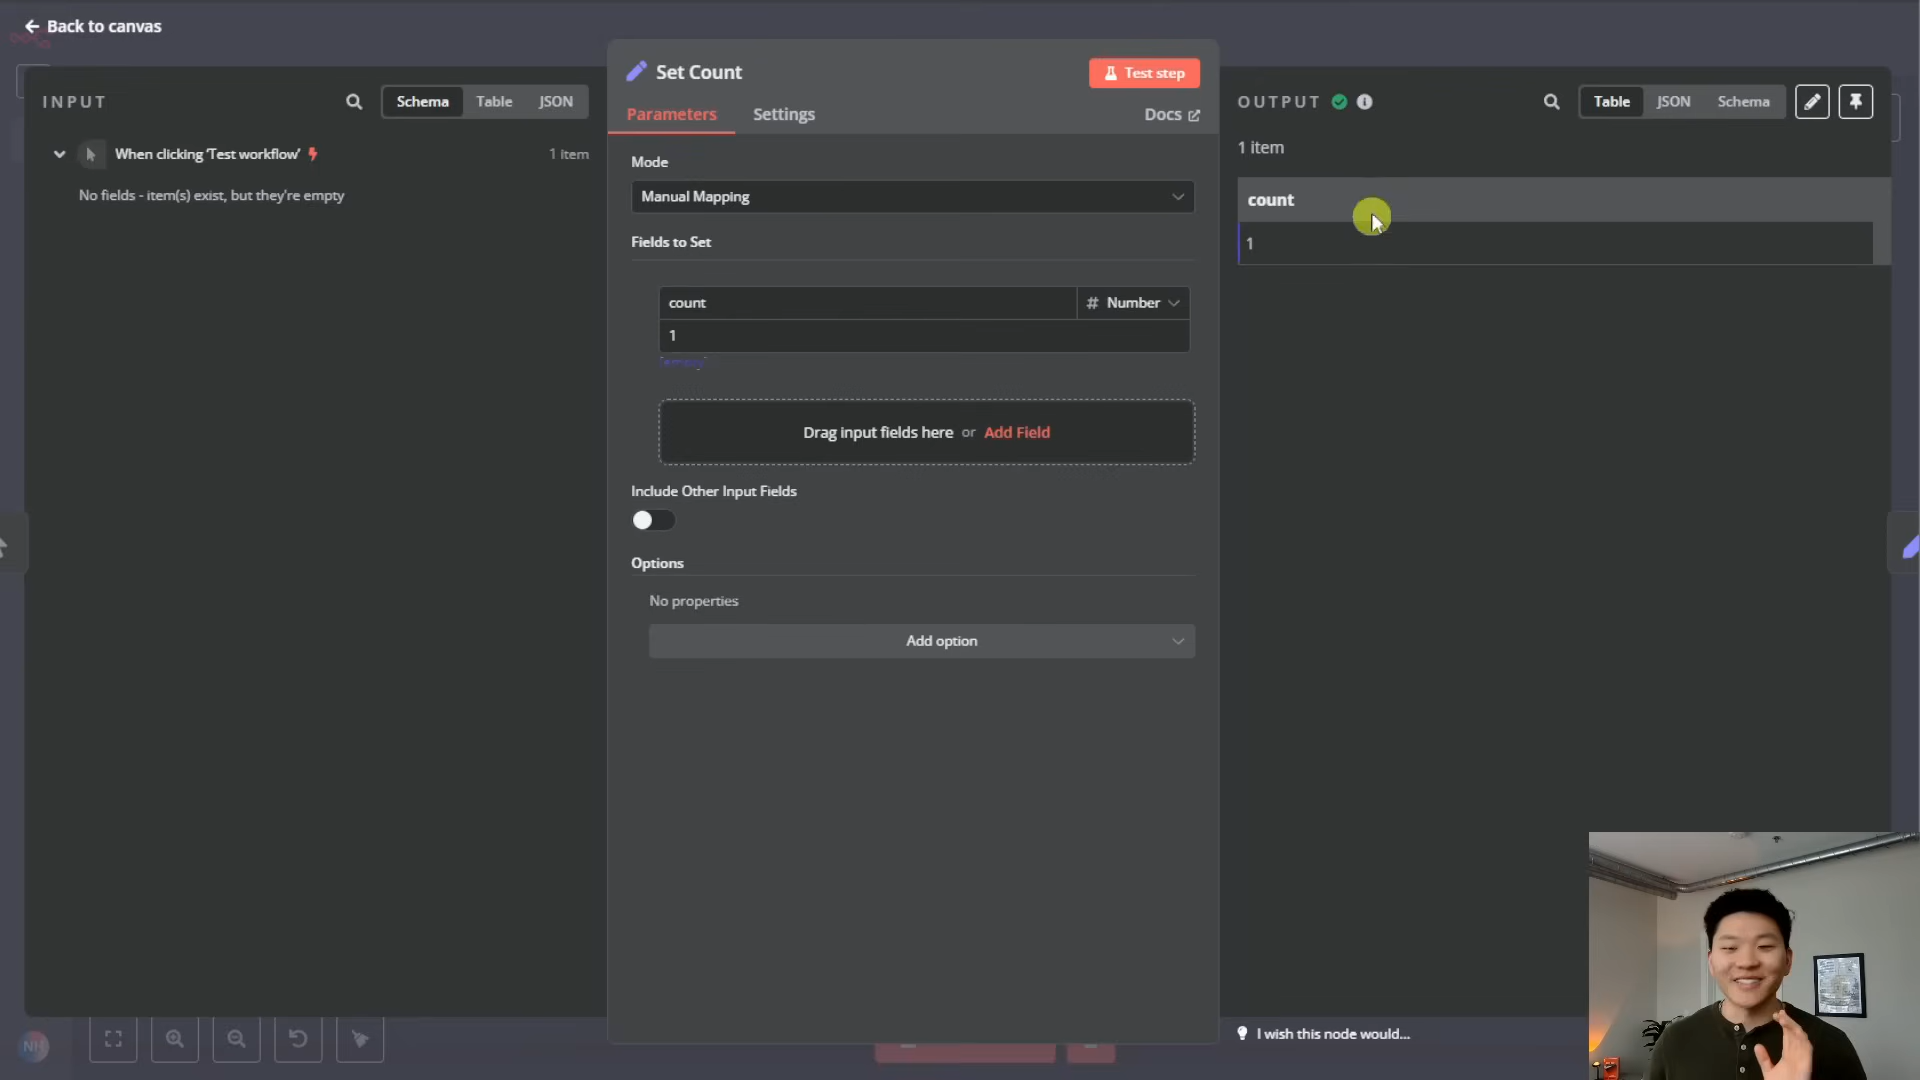 Back to canvas
INPUT
Schema
Table
JSON
When clicking ‘Test workflow’
1 item
No fields - item(s) exist, but they're empty
Set Count
Test step
Parameters
Settings
Docs
Mode
Manual Mapping
Fields to Set
count
# Number
1
Drag input fields here or Add Field
Include Other Input Fields
Options
No properties
Add option
OUTPUT
Table
JSON
Schema
1 item
count
1
I wish this node would...
NH